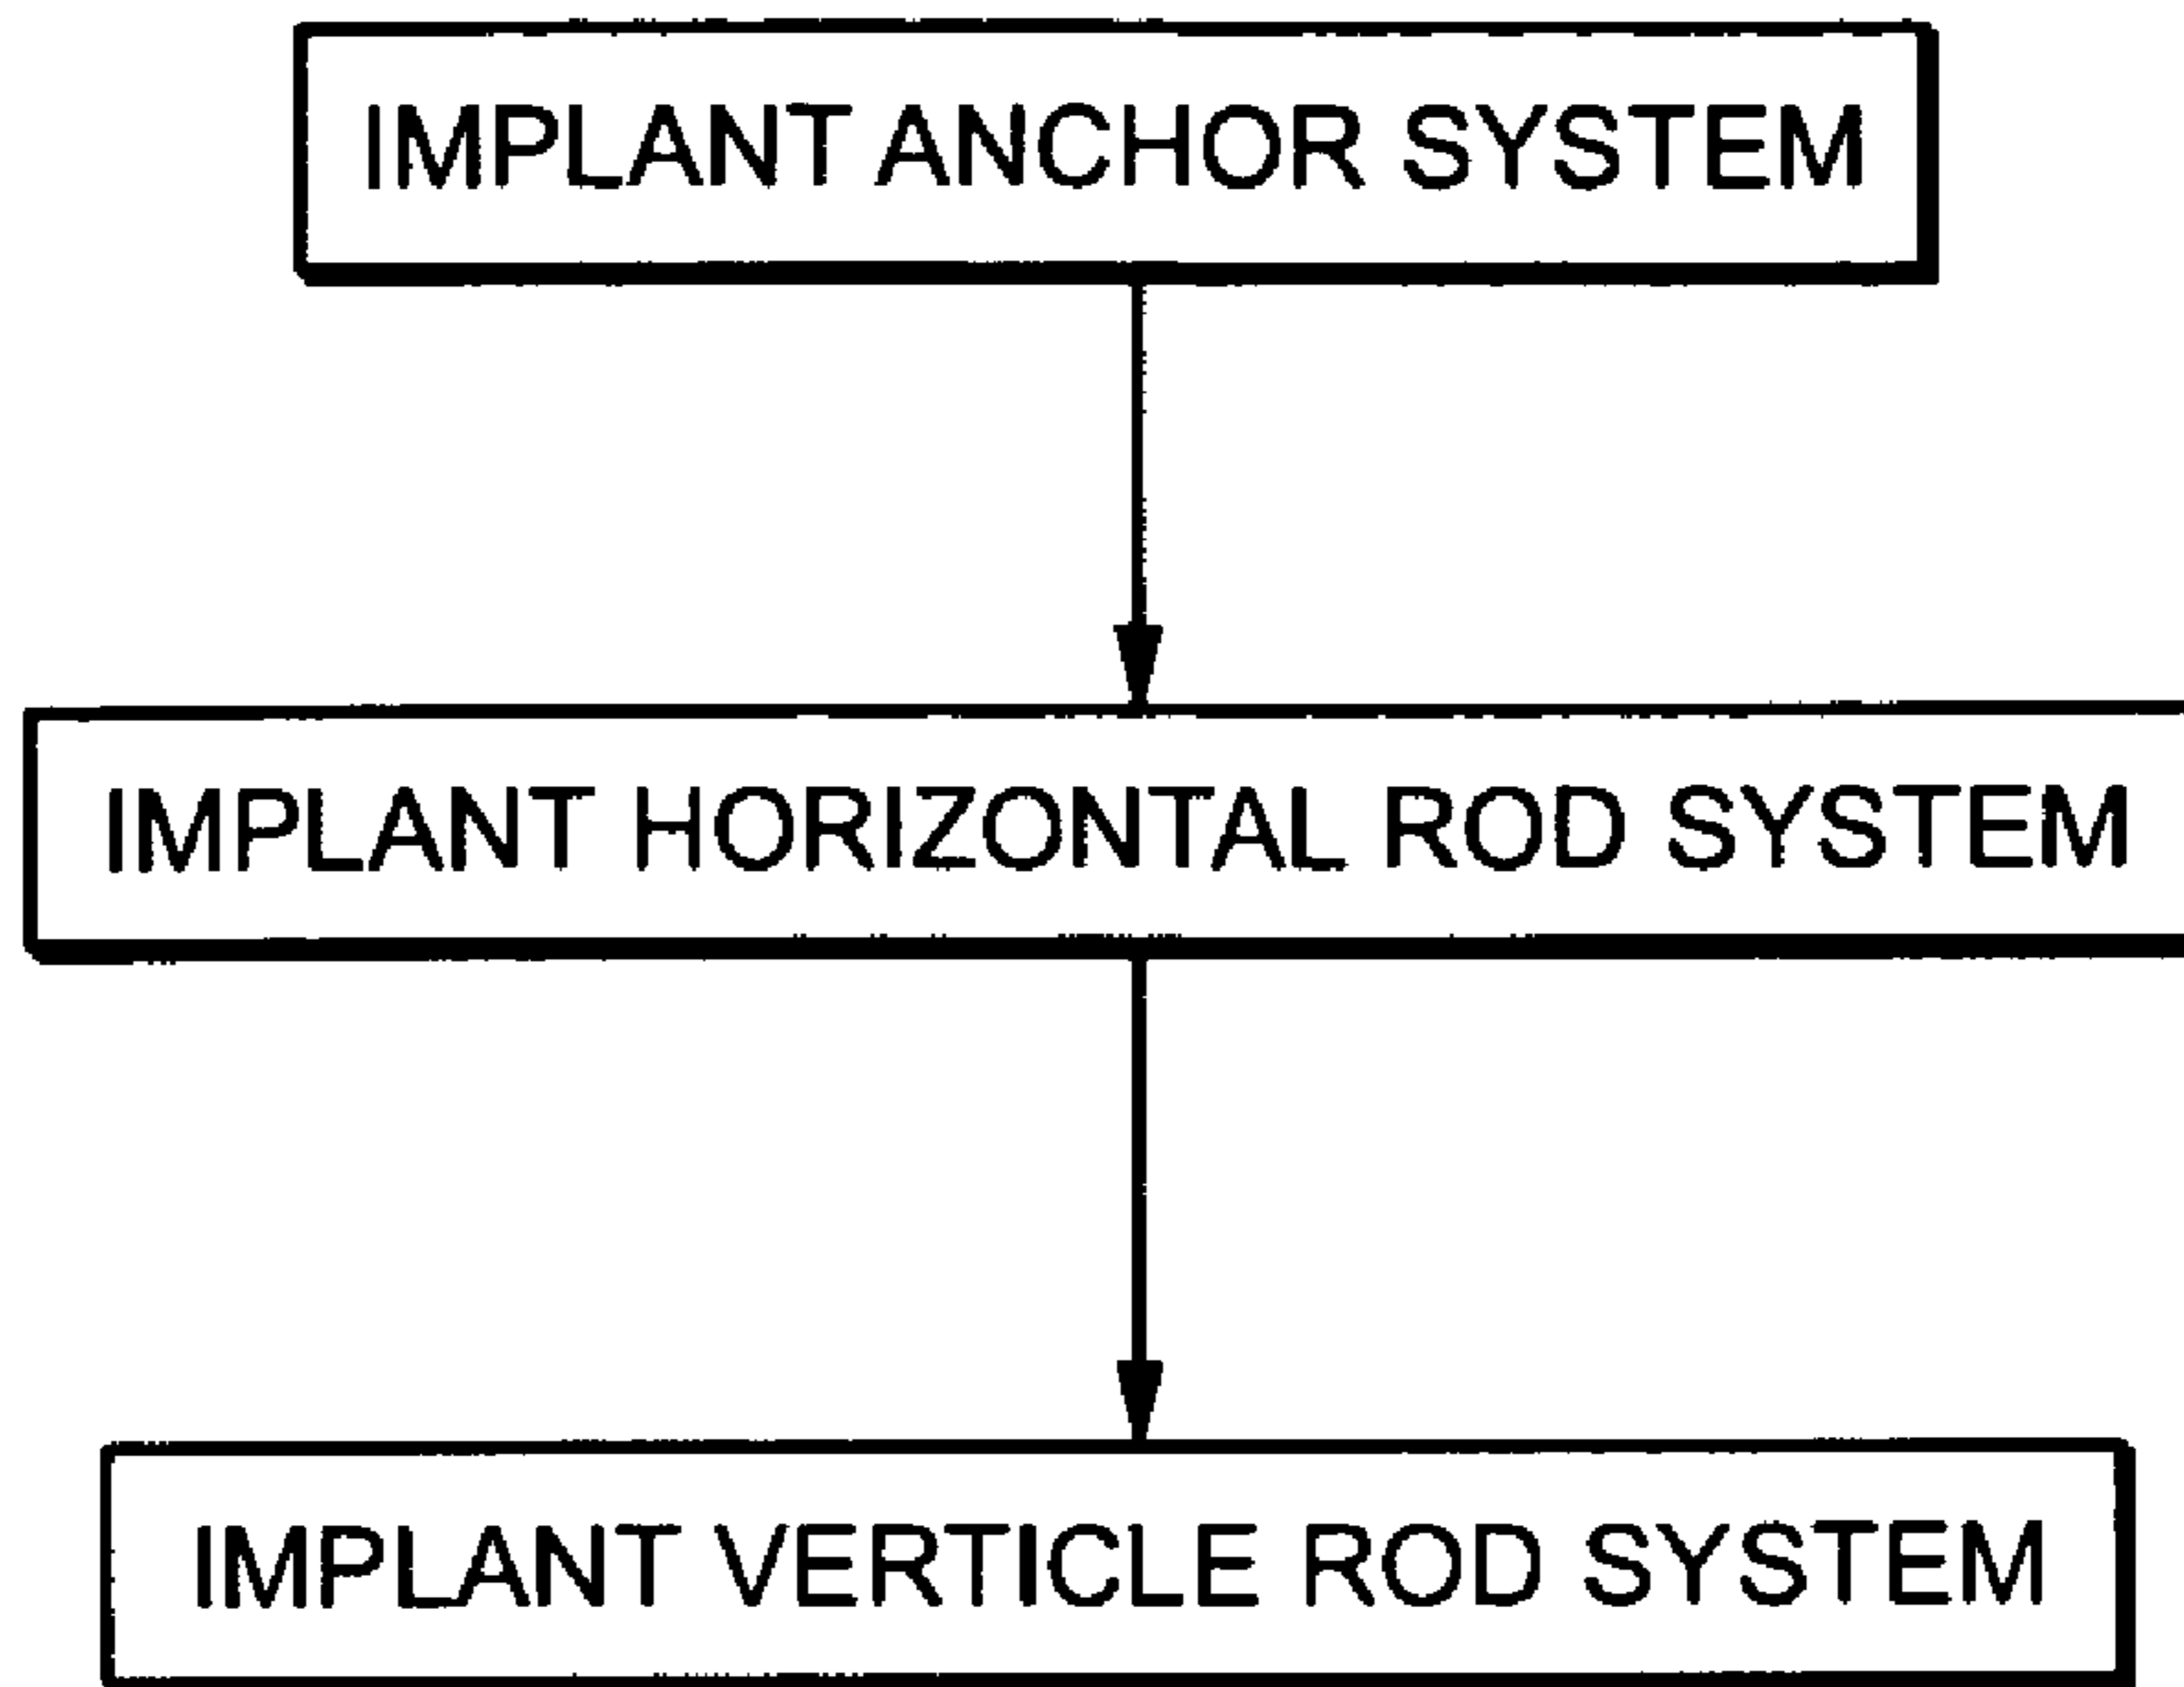 IMPLANT ANCHOR SYSTEM
IMPLANT HORIZONTAL ROD SYSTEM
IMPLANT VERTICLE ROD SYSTEM